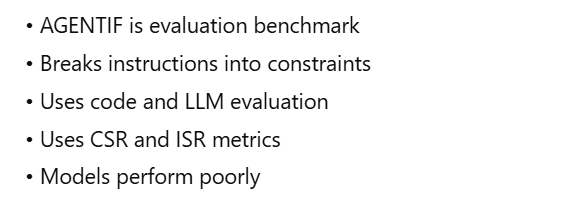 • AGENTIF is evaluation benchmark
• Breaks instructions into constraints
• Uses code and LLM evaluation
• Uses CSR and ISR metrics
• Models perform poorly